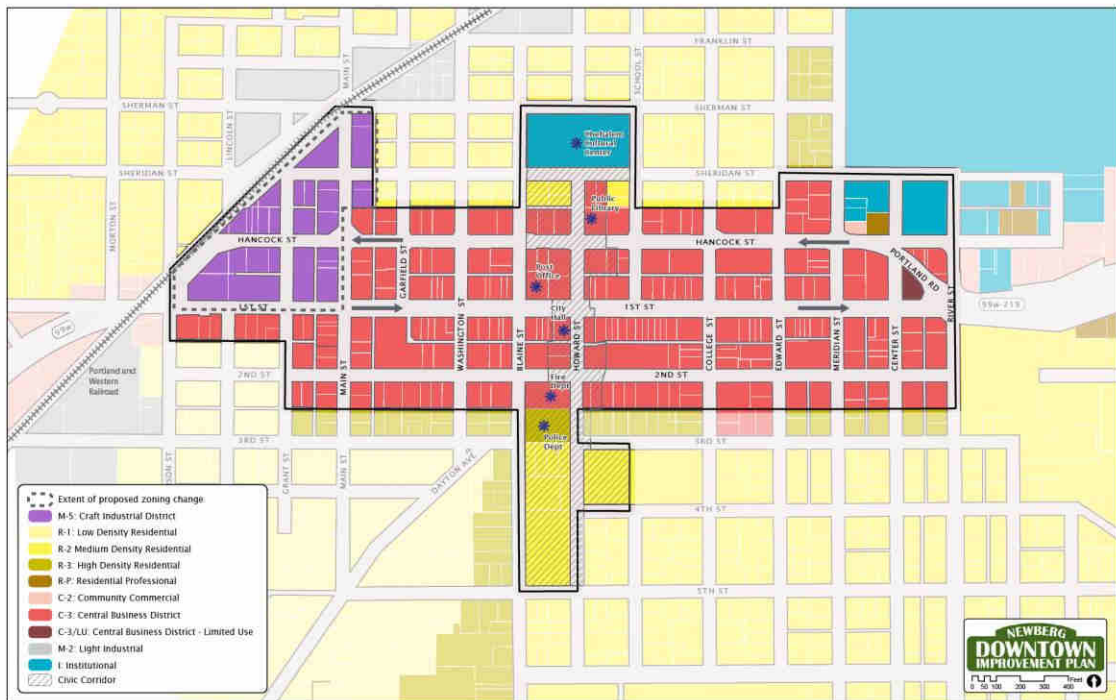 FRANKLIN ST
MAIN ST
SCHOOL ST
SHERMAN ST
SHERMAN ST
LINCOLN ST
Chehalem
Cultural
Center
SHERIDAN ST
SHERIDAN ST
MORTON ST
Public
Library
HANCOCK ST
HANCOCK ST
GARFIELD ST
PORTLAND RD
Post
Office
1ST ST
1ST ST
RIVER ST
99W-219
99W
City
Hall
WASHINGTON ST
BLAINE ST
HOWARD ST
COLLEGE ST
EDWARD ST
MERIDIAN ST
CENTER ST
MAIN ST
Portland and
Western
Railroad
2ND ST
2ND ST
Fire
Dept
Police
Dept
3RD ST
3RD ST
GRANT ST
MAIN ST
DAYTON AVE
4TH ST
5TH ST
Extent of proposed zoning change
M-5: Craft Industrial District
R-1: Low Density Residential
R-2 Medium Density Residential
R-3: High Density Residential
R-P: Residential Professional
C-2: Community Commercial
C-3: Central Business District
C-3/LU: Central Business District - Limited Use
M-2: Light Industrial
I: Institutional
Civic Corridor
NEWBERG
DOWNTOWN
IMPROVEMENT PLAN
0 50 100 200 300 400 Feet